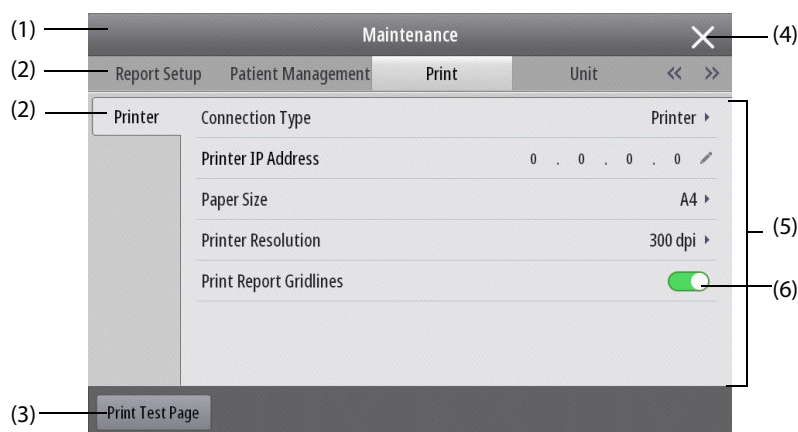 (1) Maintenance (4)
(2) Report Setup Patient Management Print Unit << >>
(2) Printer Connection Type Printer
Printer IP Address 0 . 0 . 0 . 0
Paper Size A4
(5)
Printer Resolution 300 dpi
Print Report Gridlines
(6)
(3) Print Test Page